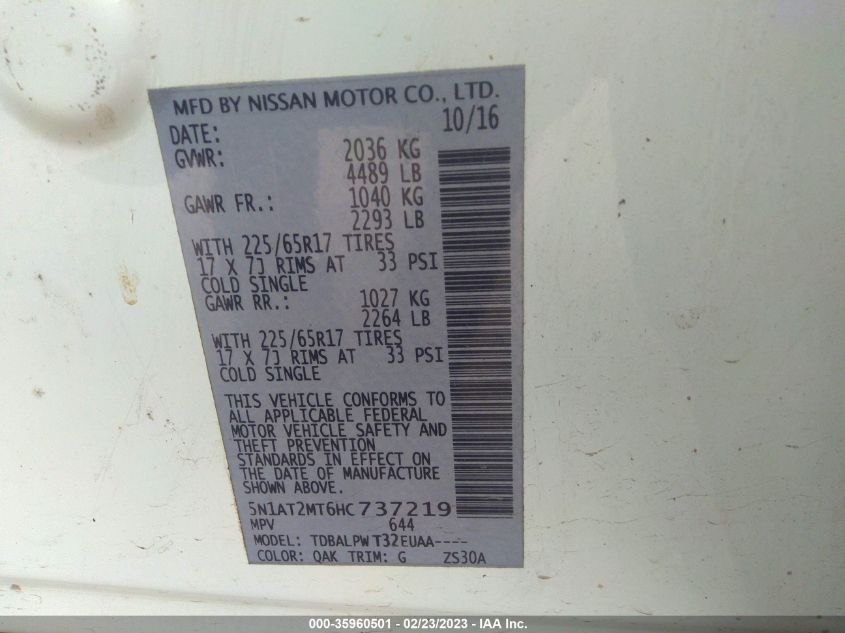 MFD BY NISSAN MOTOR CO., LTD.
DATE: 10/16
GVWR: 2036 KG
4489 LB
GAWR FR.: 1040 KG
2293 LB
WITH 225/65R17 TIRES
17 X 7J RIMS AT 33 PSI
COLD SINGLE
GAWR RR.: 1027 KG
2264 LB
WITH 225/65R17 TIRES
17 X 7J RIMS AT 33 PSI
COLD SINGLE
THIS VEHICLE CONFORMS TO
ALL APPLICABLE FEDERAL
MOTOR VEHICLE SAFETY AND
THEFT PREVENTION
STANDARDS IN EFFECT ON
THE DATE OF MANUFACTURE
SHOWN ABOVE.
5N1AT2MT6HC737219
MPV 644
MODEL: TDBALPW T32EUAA----
COLOR: QAK TRIM: G ZS30A
000-35960501 - 02/23/2023 - IAA Inc.